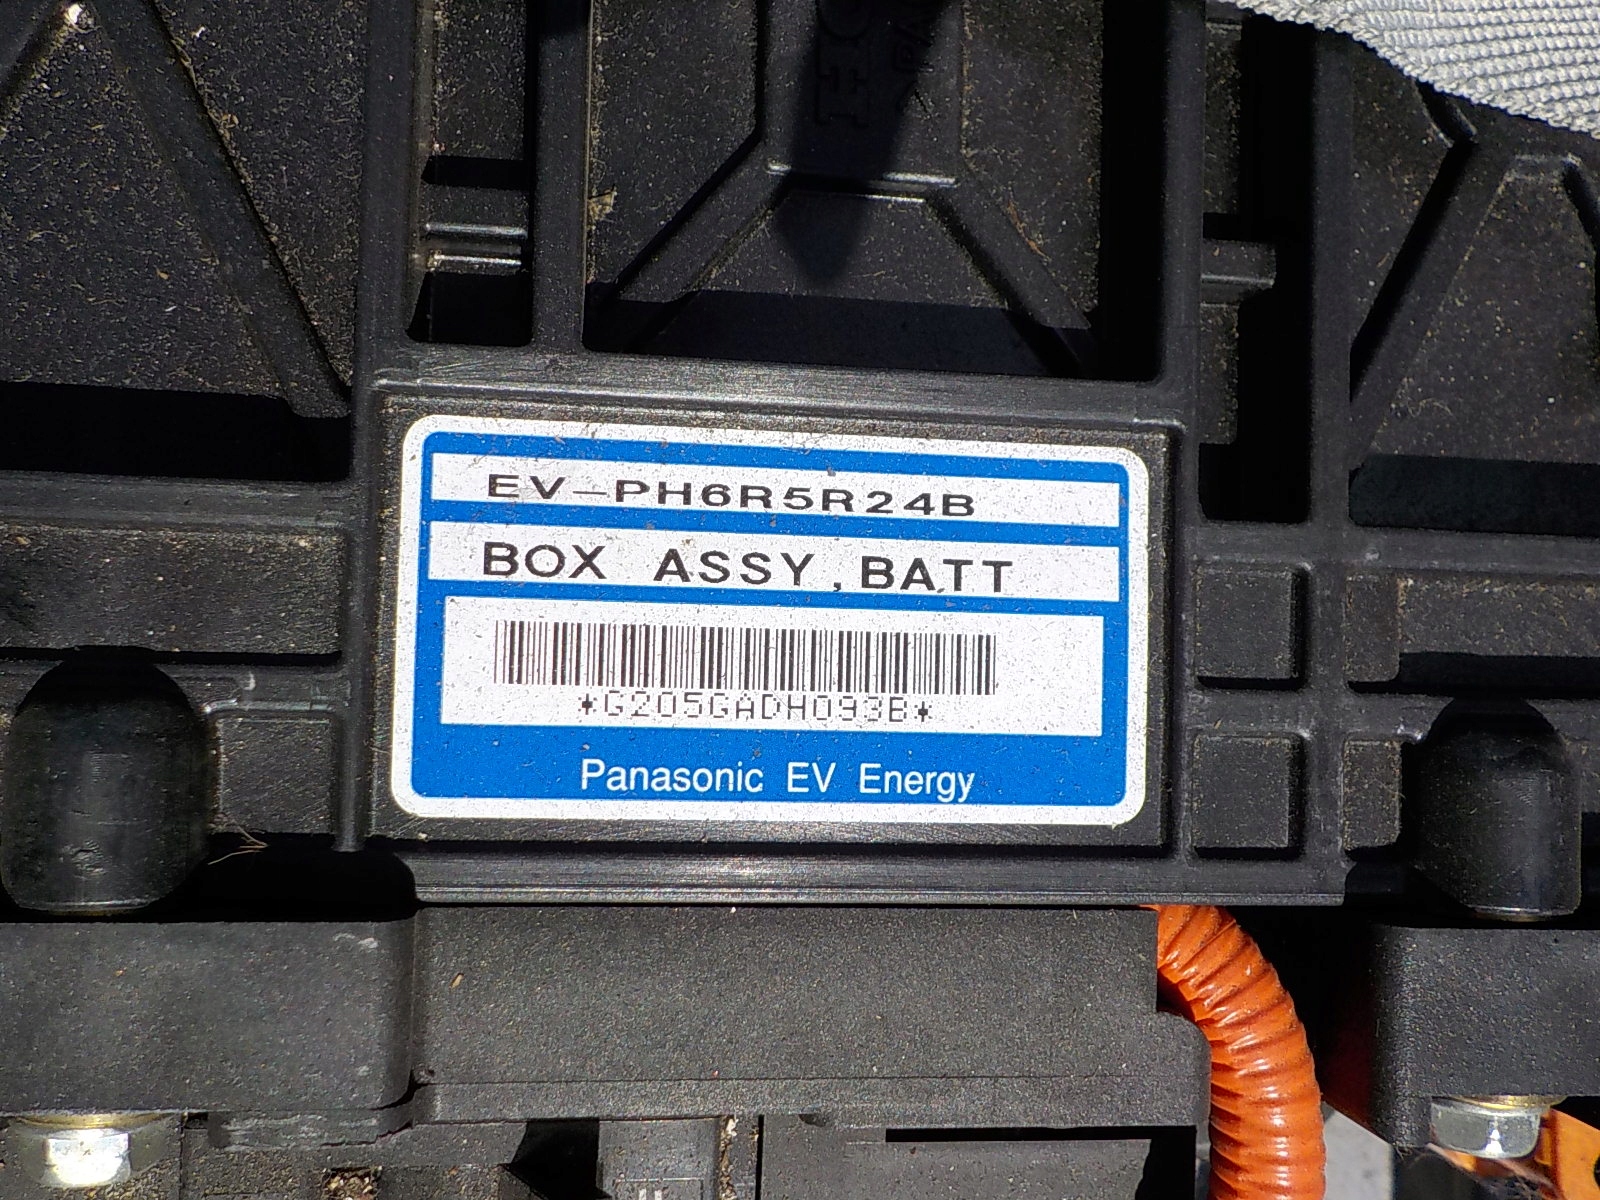 EV-PH6R5R24B
BOX ASSY,BATT
*G205GADH093B*
Panasonic EV Energy